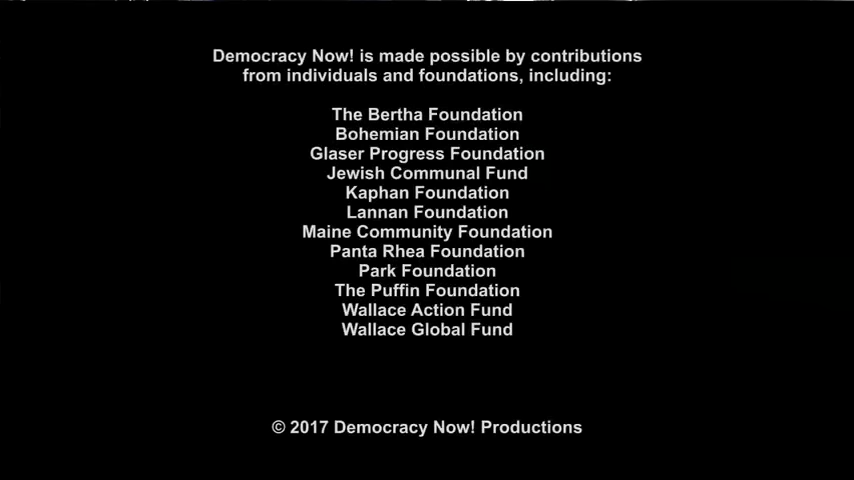 Democracy Now! is made possible by contributions
from individuals and foundations, including:
The Bertha Foundation
Bohemian Foundation
Glaser Progress Foundation
Jewish Communal Fund
Kaphan Foundation
Lannan Foundation
Maine Community Foundation
Panta Rhea Foundation
Park Foundation
The Puffin Foundation
Wallace Action Fund
Wallace Global Fund
© 2017 Democracy Now! Productions